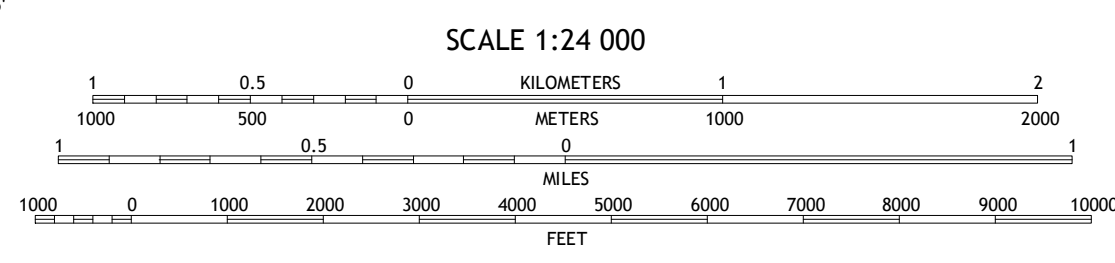 SCALE 1:24 000
1 0.5 0 KILOMETERS 1 2
1000 500 0 METERS 1000 2000
1 0.5 0 1
MILES
1000 0 1000 2000 3000 4000 5000 6000 7000 8000 9000 10000
FEET